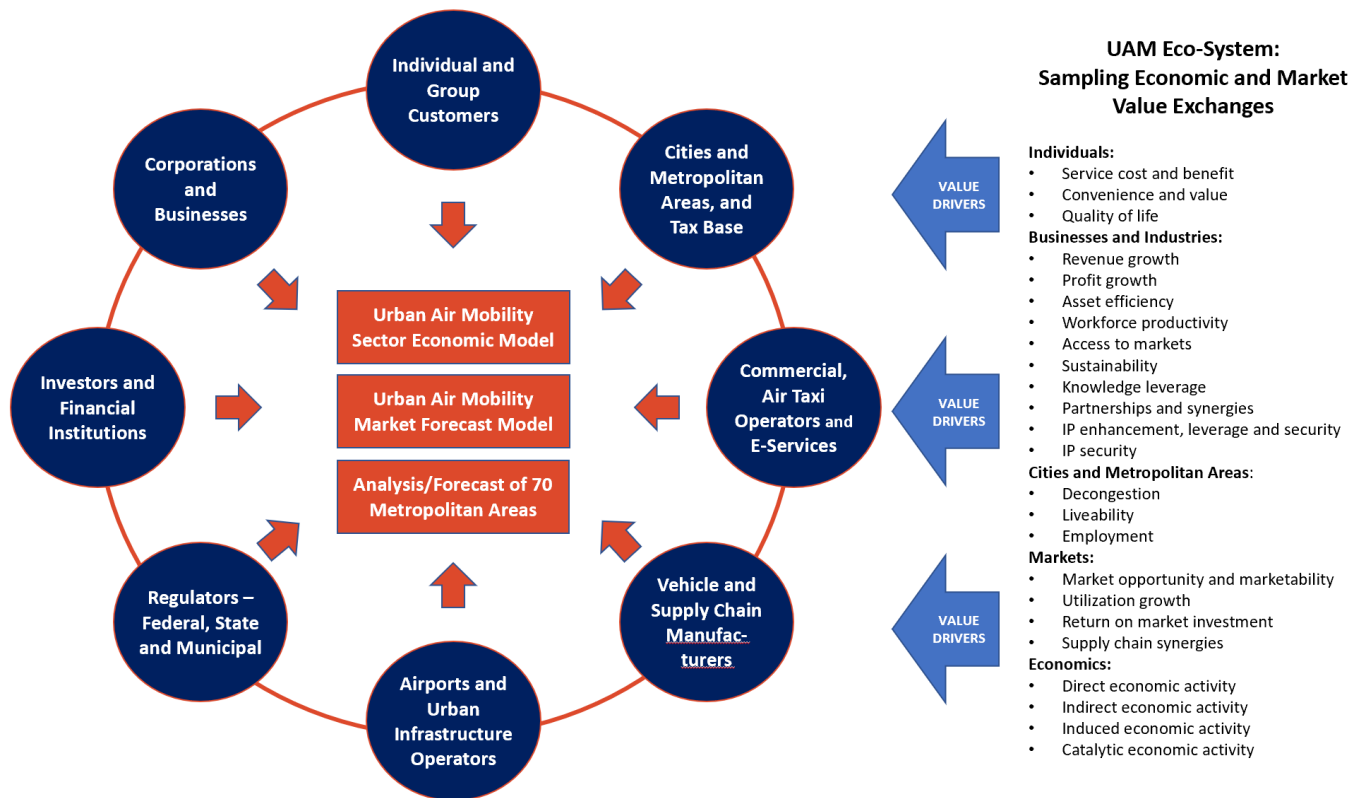 Individual and
Group
Customers
Corporations
and
Businesses
Cities and
Metropolitan
Areas, and
Tax Base
Investors and
Financial
Institutions
Urban Air Mobility
Sector Economic Model
Urban Air Mobility
Market Forecast Model
Analysis/Forecast of 70
Metropolitan Areas
Commercial,
Air Taxi
Operators and
E-Services
Regulators –
Federal, State
and Municipal
Vehicle and
Supply Chain
Manufac-
turers
Airports and
Urban
Infrastructure
Operators
VALUE
DRIVERS
VALUE
DRIVERS
VALUE
DRIVERS
UAM Eco-System:
Sampling Economic and Market
Value Exchanges
Individuals:
• Service cost and benefit
• Convenience and value
• Quality of life
Businesses and Industries:
• Revenue growth
• Profit growth
• Asset efficiency
• Workforce productivity
• Access to markets
• Sustainability
• Knowledge leverage
• Partnerships and synergies
• IP enhancement, leverage and security
• IP security
Cities and Metropolitan Areas:
• Decongestion
• Liveability
• Employment
Markets:
• Market opportunity and marketability
• Utilization growth
• Return on market investment
• Supply chain synergies
Economics:
• Direct economic activity
• Indirect economic activity
• Induced economic activity
• Catalytic economic activity